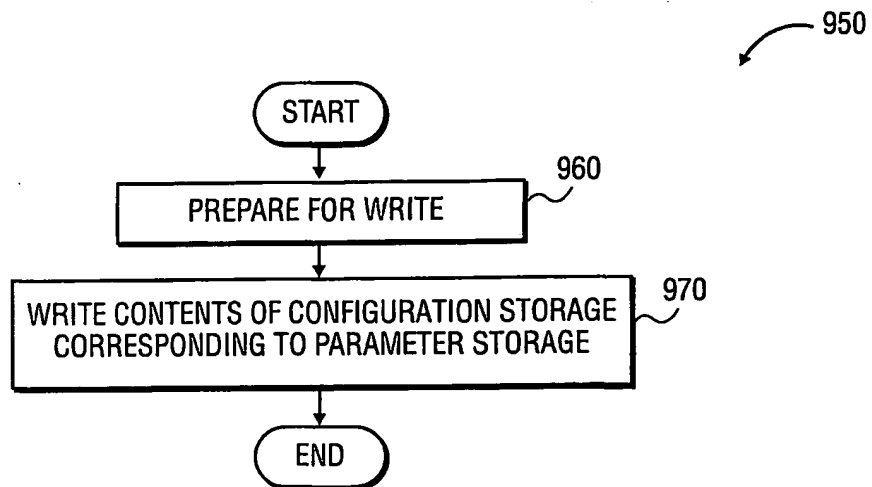 950
START
960
PREPARE FOR WRITE
970
WRITE CONTENTS OF CONFIGURATION STORAGE
CORRESPONDING TO PARAMETER STORAGE
END